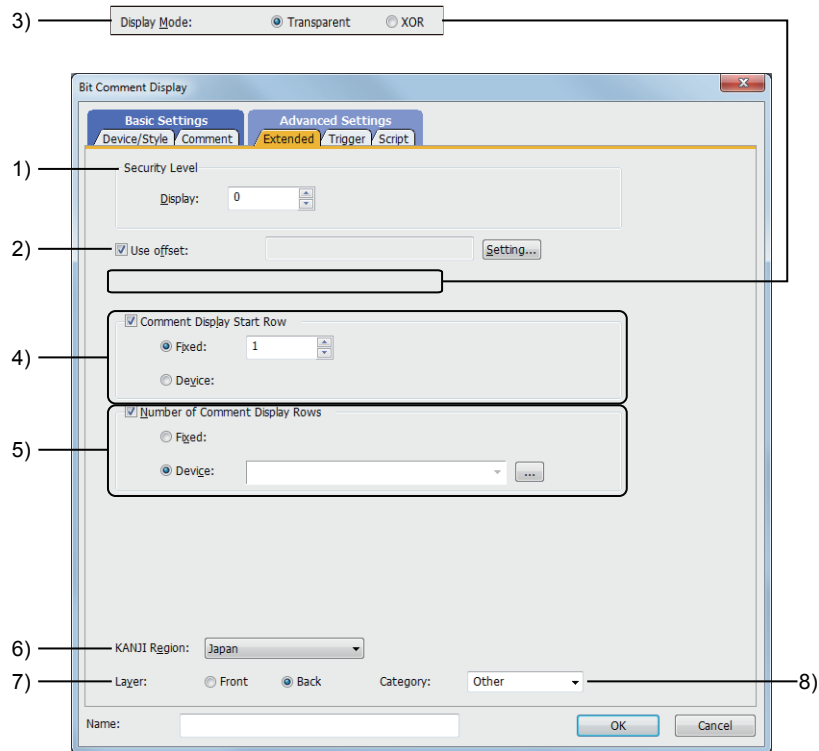 3) Display Mode: Transparent XOR
Bit Comment Display
Basic Settings Advanced Settings
Device/Style Comment Extended Trigger Script
1) Security Level
Display: 0
2) Use offset: Setting...
Comment Display Start Row
Fixed: 1
4)
Device:
Number of Comment Display Rows
Fixed:
5)
Device: ...
6) KANJI Region: Japan
7) Layer: Front Back Category: Other 8)
Name: OK Cancel